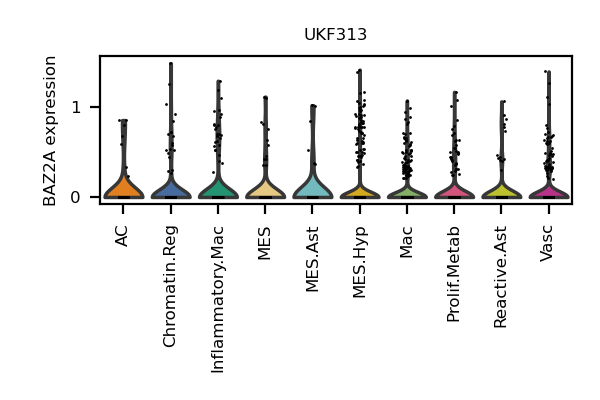 UKF313
BAZ2A expression
1
0
AC
Chromatin.Reg
Inflammatory.Mac
MES
MES.Ast
MES.Hyp
Mac
Prolif.Metab
Reactive.Ast
Vasc